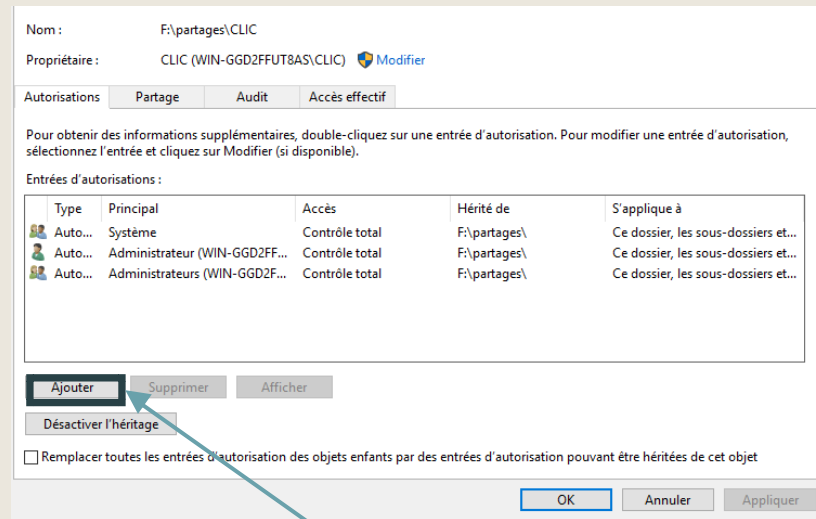 Nom : F:\partages\CLIC
Propriétaire : CLIC (WIN-GGD2FFUT8AS\CLIC) Modifier
Autorisations Partage Audit Accès effectif
Pour obtenir des informations supplémentaires, double-cliquez sur une entrée d'autorisation. Pour modifier une entrée d'autorisation,
sélectionnez l'entrée et cliquez sur Modifier (si disponible).
Entrées d'autorisations :
Type Principal Accès Hérité de S'applique à
Auto... Système Contrôle total F:\partages\ Ce dossier, les sous-dossiers et...
Auto... Administrateur (WIN-GGD2FF... Contrôle total F:\partages\ Ce dossier, les sous-dossiers et...
Auto... Administrateurs (WIN-GGD2F... Contrôle total F:\partages\ Ce dossier, les sous-dossiers et...
Ajouter Supprimer Afficher
Désactiver l'héritage
Remplacer toutes les entrées d'autorisation des objets enfants par des entrées d'autorisation pouvant être héritées de cet objet
OK Annuler Appliquer